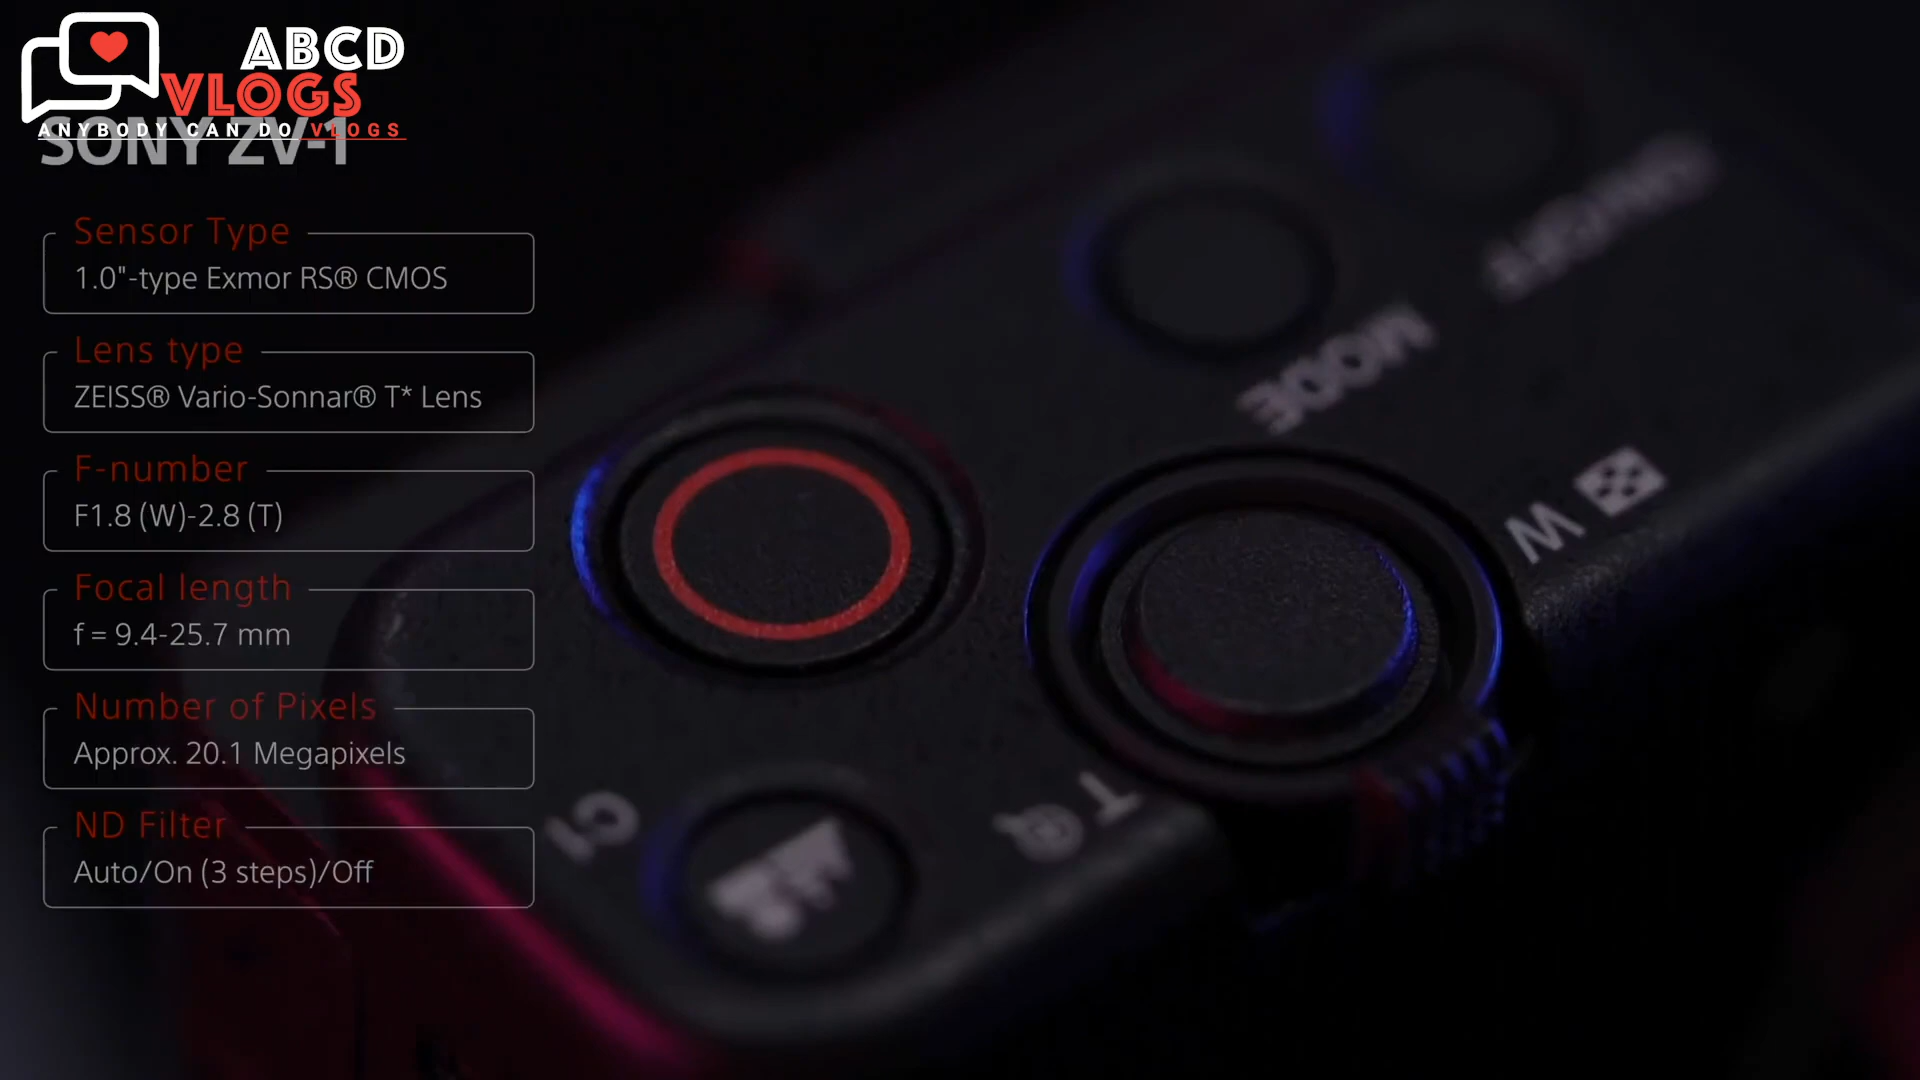 ABCD
VLOGS
ANYBODY CAN DO VLOGS
SONY ZV-1
Sensor Type
1.0"-type Exmor RS® CMOS
Lens type
ZEISS® Vario-Sonnar® T* Lens
F-number
F1.8 (W)-2.8 (T)
Focal length
f = 9.4-25.7 mm
Number of Pixels
Approx. 20.1 Megapixels
ND Filter
Auto/On (3 steps)/Off
ON/OFF
MODE
W
T
C1